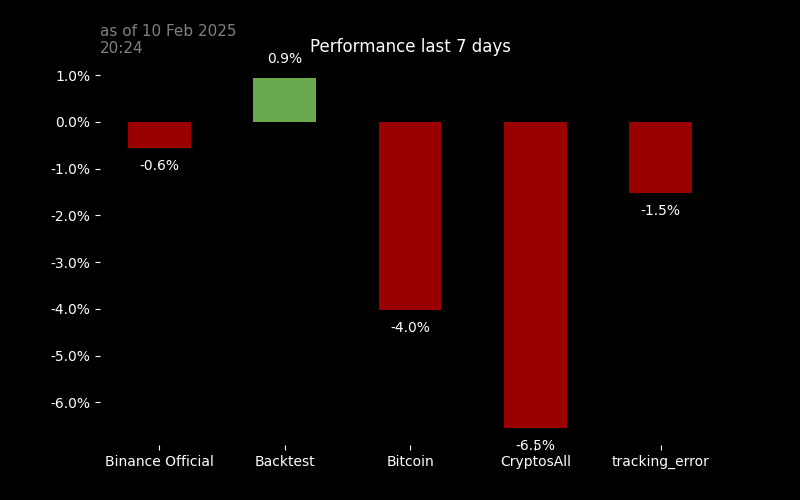 as of 10 Feb 2025
20:24
Performance last 7 days
0.9%
1.0%
0.0%
-0.6%
-1.0%
-1.5%
-2.0%
-3.0%
-4.0%
-4.0%
-5.0%
-6.0%
-6.5%
Binance Official
Backtest
Bitcoin
CryptosAll
tracking_error